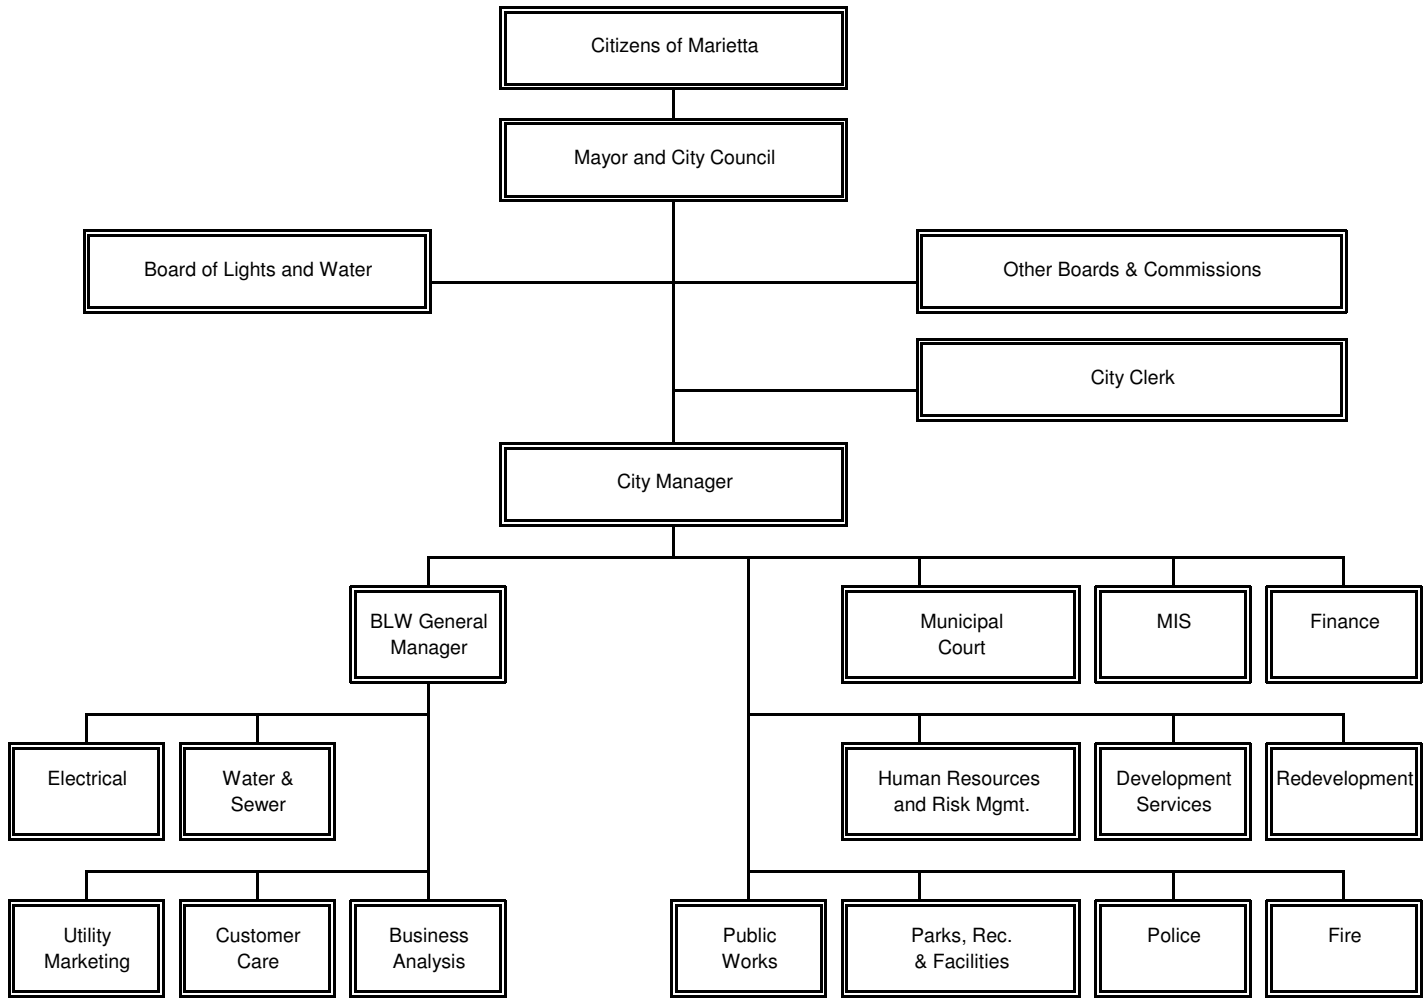 Citizens of Marietta
Mayor and City Council
Board of Lights and Water
Other Boards & Commissions
City Clerk
City Manager
BLW General
Manager
Municipal
Court
MIS
Finance
Electrical
Water &
Sewer
Human Resources
and Risk Mgmt.
Development
Services
Redevelopment
Utility
Marketing
Customer
Care
Business
Analysis
Public
Works
Parks, Rec.
& Facilities
Police
Fire